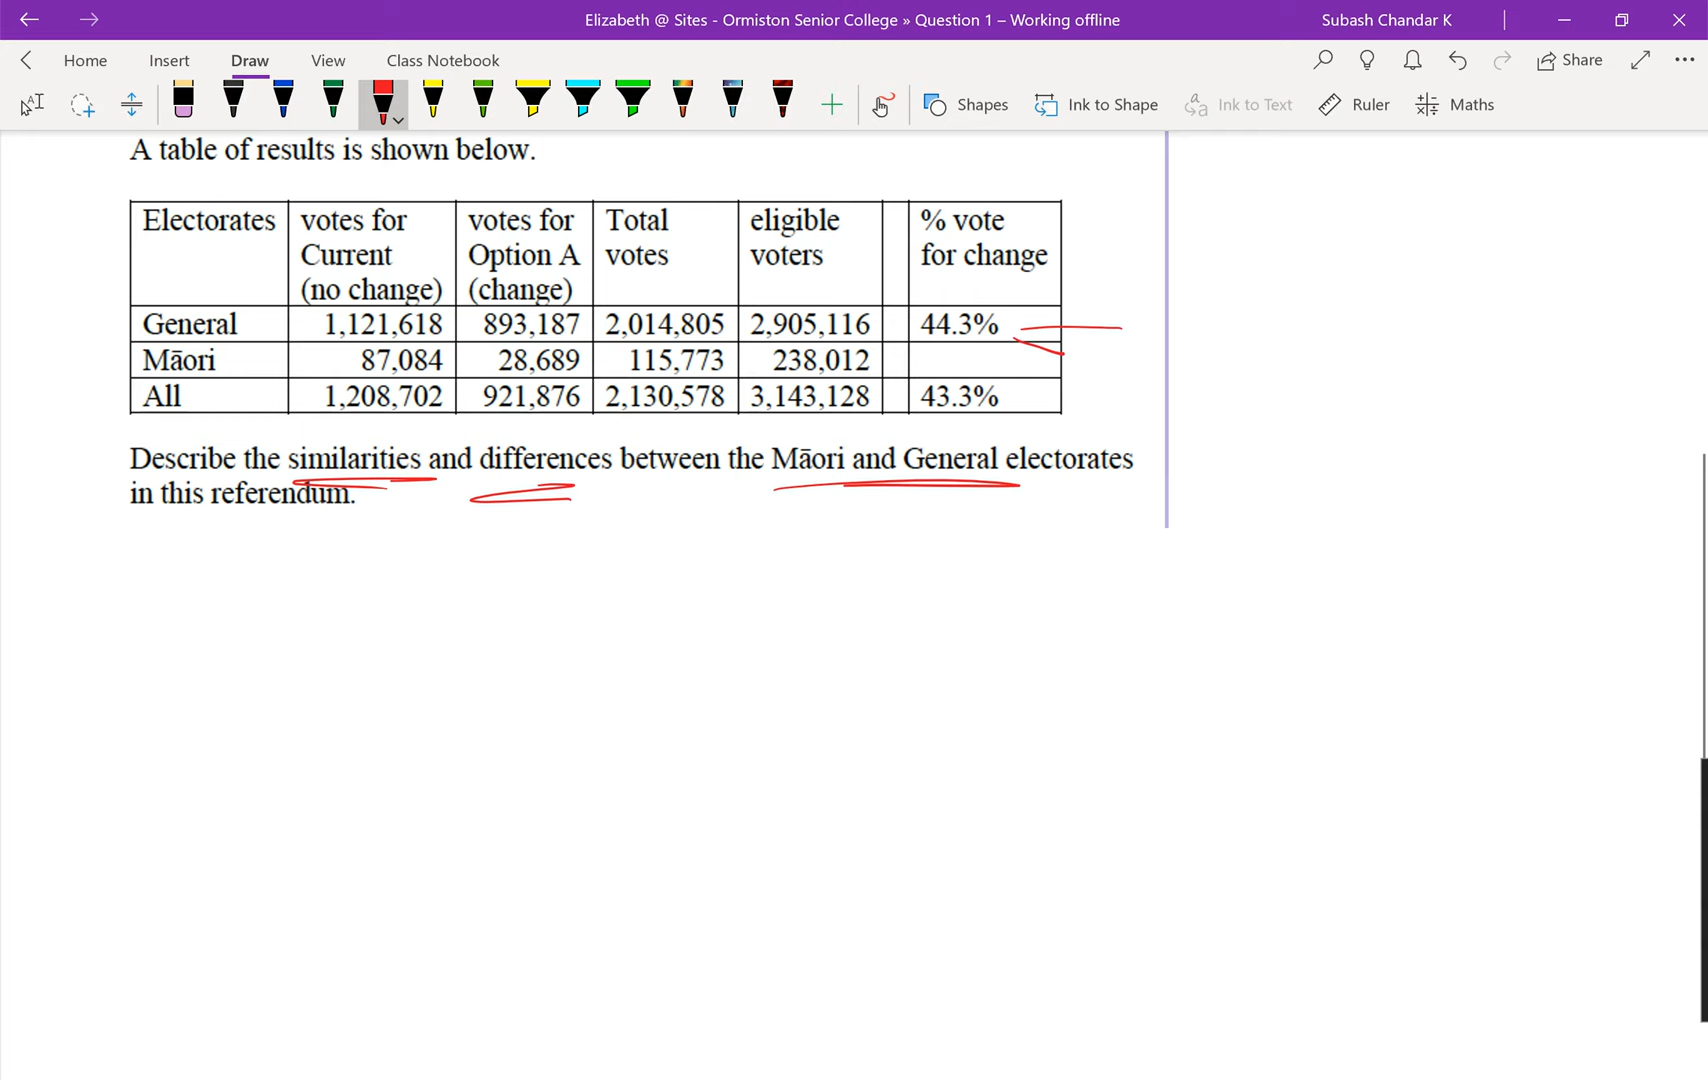 Elizabeth @ Sites - Ormiston Senior College » Question 1 – Working offline
Subash Chandar K
Home Insert Draw View Class Notebook
Share
Shapes Ink to Shape Ink to Text Ruler Maths
A table of results is shown below.
Electorates votes for Current (no change) votes for Option A (change) Total votes eligible voters % vote for change
General 1,121,618 893,187 2,014,805 2,905,116 44.3%
Māori 87,084 28,689 115,773 238,012
All 1,208,702 921,876 2,130,578 3,143,128 43.3%
Describe the similarities and differences between the Māori and General electorates
in this referendum.